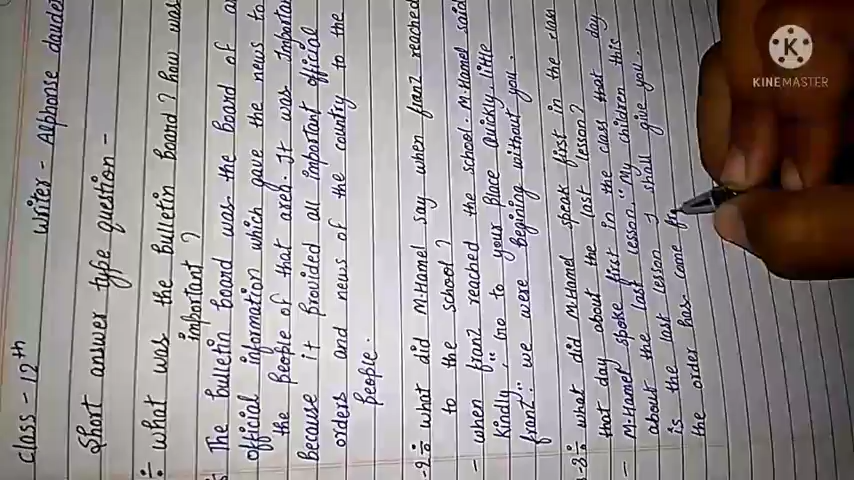 class - 12th
writer - Alphonse daudet
Short answer type question -
what was the bulletin board? how was
important?
The bulletin board was the board of an
official information which gave the news to
the people of that area. It was important
because it provided all important official
orders and news of the country to the
people.
-2÷ what did M.Hamel say when franz reached
to the school?
- when franz reached the school. M.Hamel said
kindly, "Go to your place quickly, little
franz". we were begining without you.
-3÷ what did M.Hamel speak first in the class
that day about the last lesson?
- M.Hamel spoke first in the class that day
about the last lesson. "My children this
is the last lesson I shall give you.
the order has come
KINEMASTER